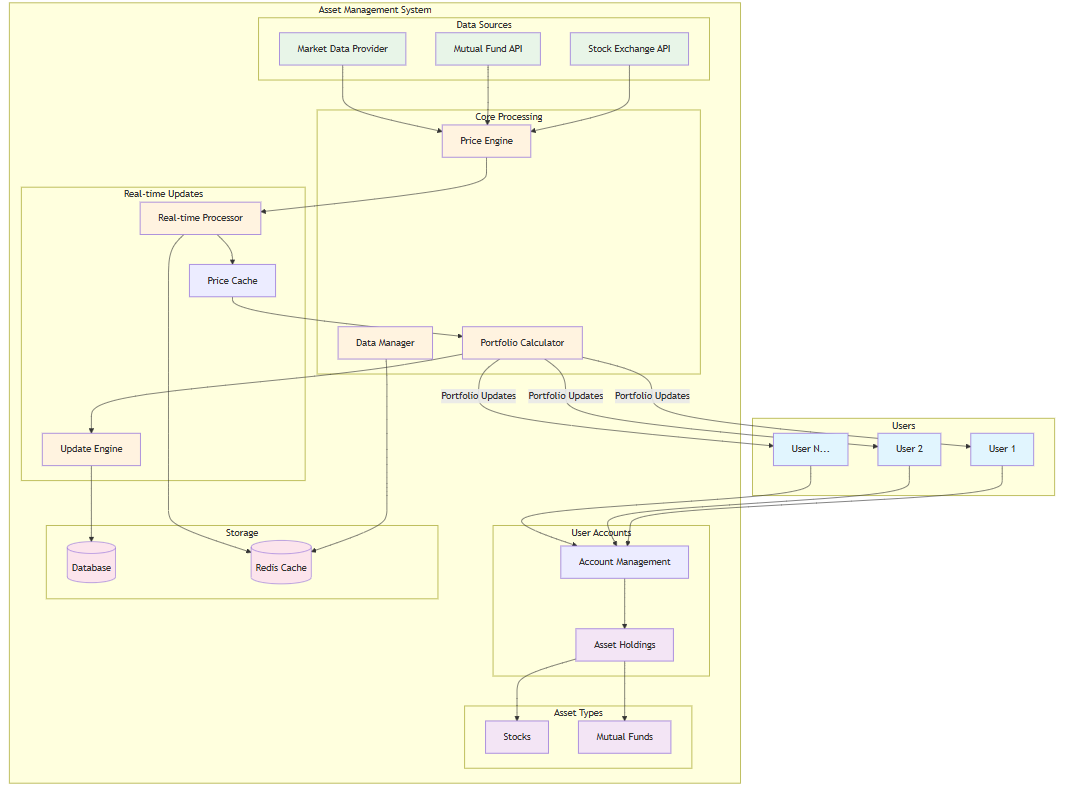 Asset Management System
Data Sources
Market Data Provider
Mutual Fund API
Stock Exchange API
Core Processing
Price Engine
Real-time Updates
Real-time Processor
Price Cache
Data Manager
Portfolio Calculator
Portfolio Updates
Portfolio Updates
Portfolio Updates
Users
Update Engine
User N...
User 2
User 1
Storage
User Accounts
Database
Redis Cache
Account Management
Asset Holdings
Asset Types
Stocks
Mutual Funds